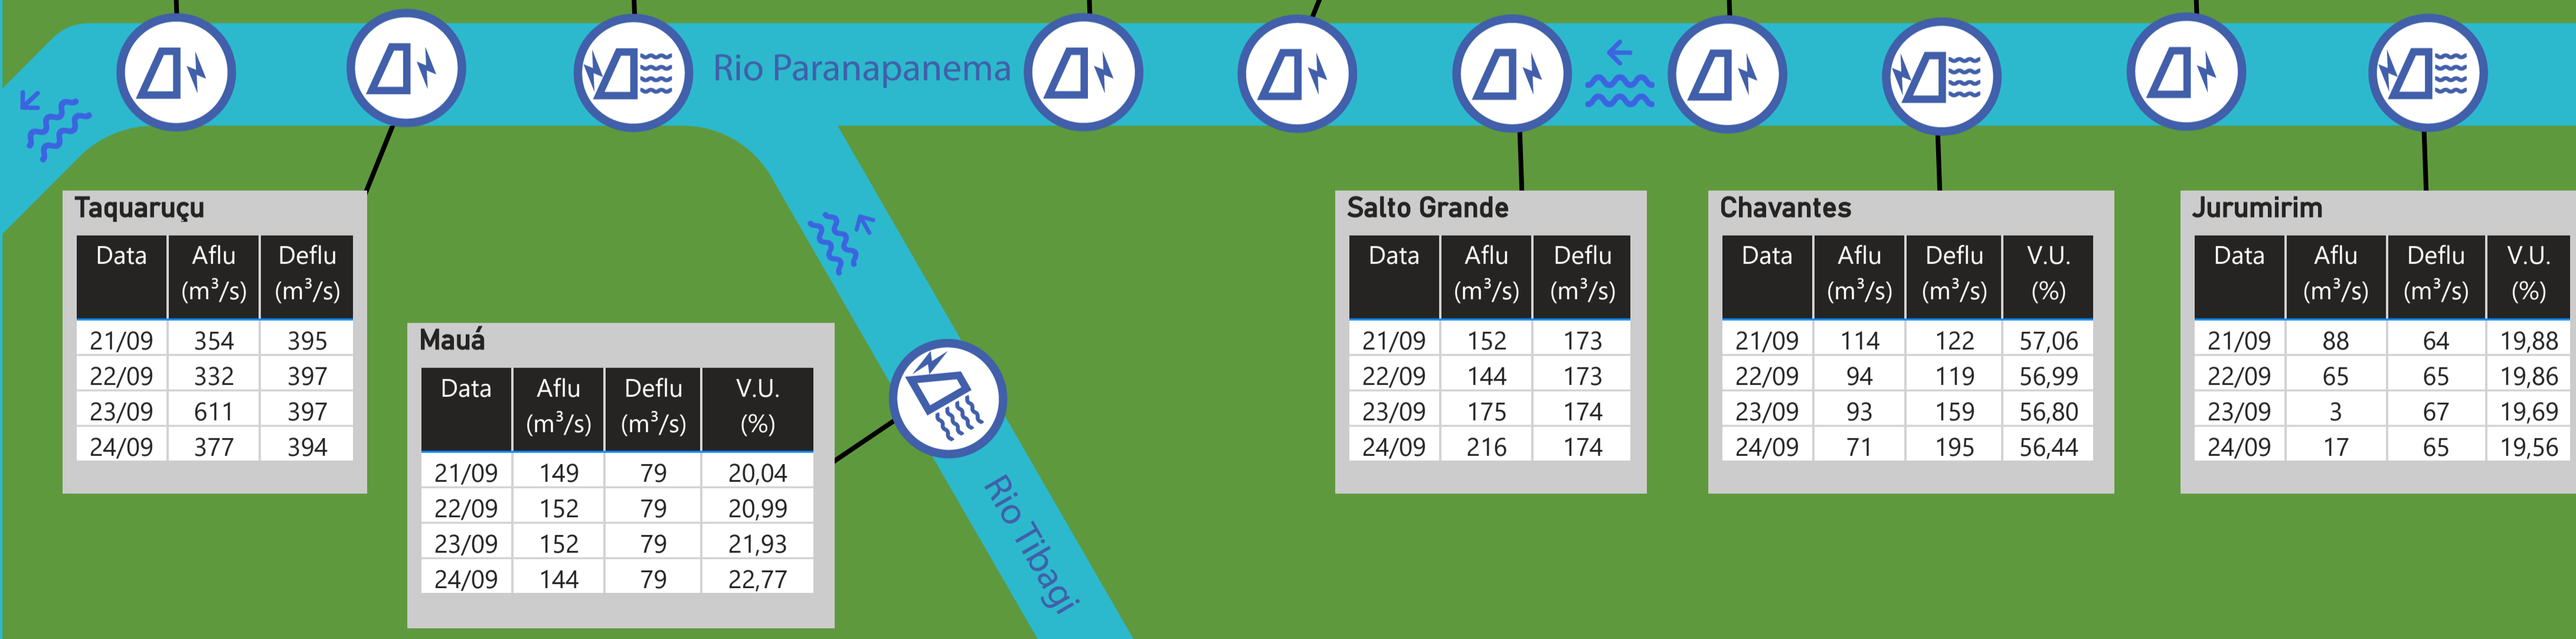 Rio Paranapanema
Taquaruçu
Data Aflu (m³/s) Deflu (m³/s)
21/09 354 395
22/09 332 397
23/09 611 397
24/09 377 394
Mauá
Data Aflu (m³/s) Deflu (m³/s) V.U. (%)
21/09 149 79 20,04
22/09 152 79 20,99
23/09 152 79 21,93
24/09 144 79 22,77
Rio Tibagi
Salto Grande
Data Aflu (m³/s) Deflu (m³/s)
21/09 152 173
22/09 144 173
23/09 175 174
24/09 216 174
Chavantes
Data Aflu (m³/s) Deflu (m³/s) V.U. (%)
21/09 114 122 57,06
22/09 94 119 56,99
23/09 93 159 56,80
24/09 71 195 56,44
Jurumirim
Data Aflu (m³/s) Deflu (m³/s) V.U. (%)
21/09 88 64 19,88
22/09 65 65 19,86
23/09 3 67 19,69
24/09 17 65 19,56